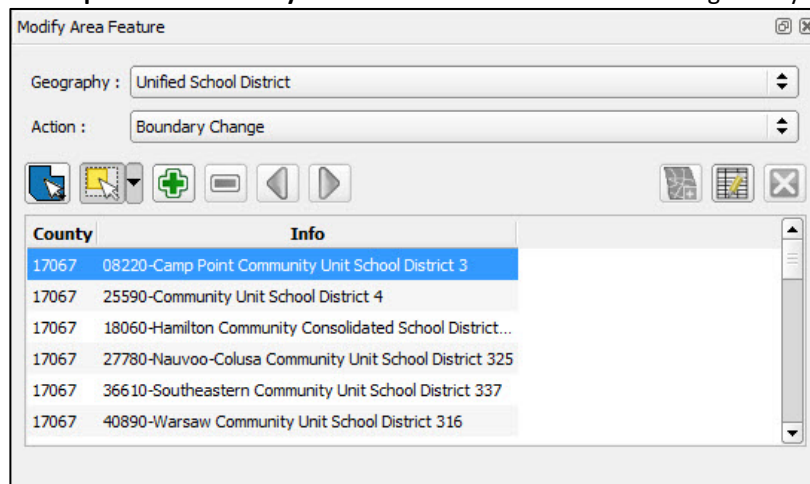 Modify Area Feature
Geography : Unified School District
Action : Boundary Change
County Info
17067 08220-Camp Point Community Unit School District 3
17067 25590-Community Unit School District 4
17067 18060-Hamilton Community Consolidated School District...
17067 27780-Nauvoo-Colusa Community Unit School District 325
17067 36610-Southeastern Community Unit School District 337
17067 40890-Warsaw Community Unit School District 316